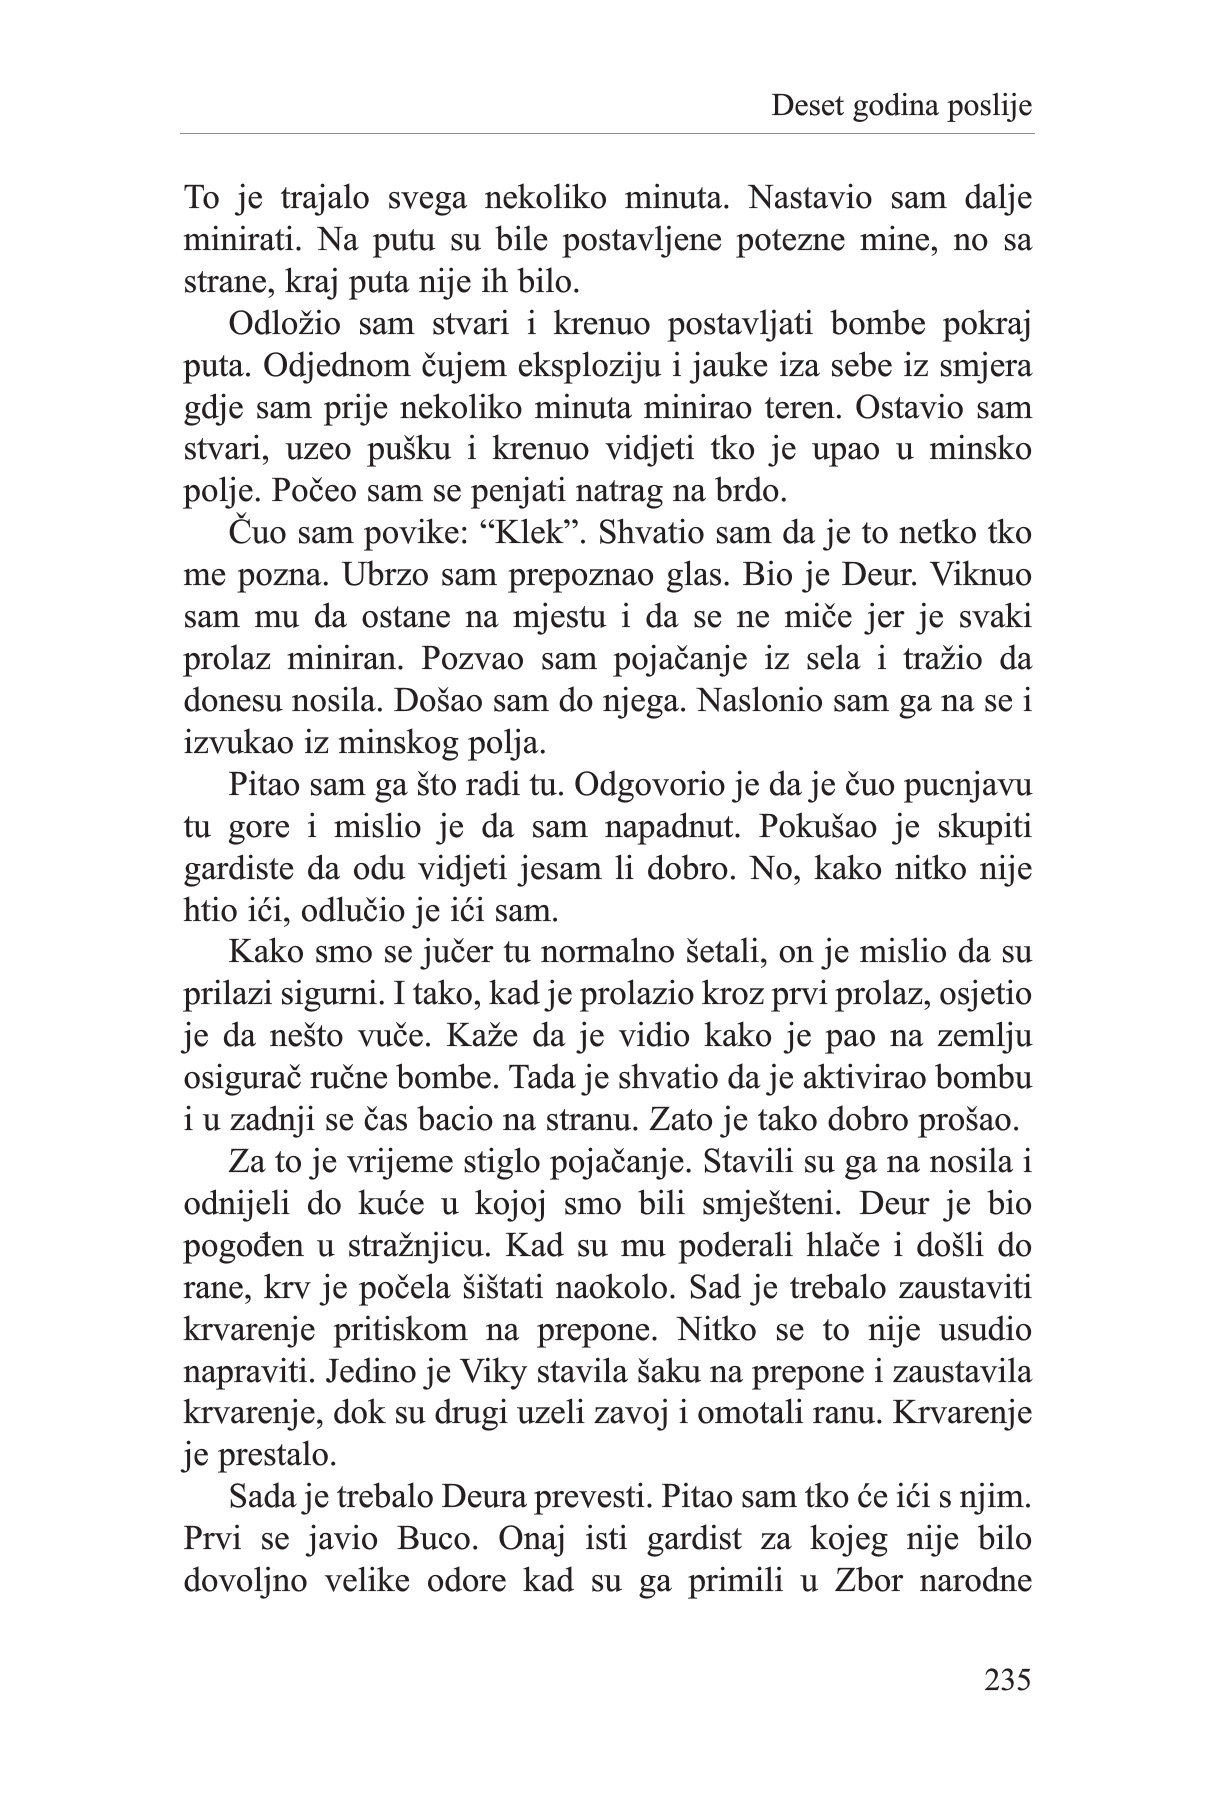 Deset godina poslije
To je trajalo svega nekoliko minuta. Nastavio sam dalje
minirati. Na putu su bile postavljene potezne mine, no sa
strane, kraj puta nije ih bilo.
Odložio sam stvari i krenuo postavljati bombe pokraj
puta. Odjednom čujem eksploziju i jauke iza sebe iz smjera
gdje sam prije nekoliko minuta minirao teren. Ostavio sam
stvari, uzeo pušku i krenuo vidjeti tko je upao u minsko
polje. Počeo sam se penjati natrag na brdo.
Čuo sam povike: “Klek”. Shvatio sam da je to netko tko
me pozna. Ubrzo sam prepoznao glas. Bio je Deur. Viknuo
sam mu da ostane na mjestu i da se ne miče jer je svaki
prolaz miniran. Pozvao sam pojačanje iz sela i tražio da
donesu nosila. Došao sam do njega. Naslonio sam ga na se i
izvukao iz minskog polja.
Pitao sam ga što radi tu. Odgovorio je da je čuo pucnjavu
tu gore i mislio je da sam napadnut. Pokušao je skupiti
gardiste da odu vidjeti jesam li dobro. No, kako nitko nije
htio ići, odlučio je ići sam.
Kako smo se jučer tu normalno šetali, on je mislio da su
prilazi sigurni. I tako, kad je prolazio kroz prvi prolaz, osjetio
je da nešto vuče. Kaže da je vidio kako je pao na zemlju
osigurač ručne bombe. Tada je shvatio da je aktivirao bombu
i u zadnji se čas bacio na stranu. Zato je tako dobro prošao.
Za to je vrijeme stiglo pojačanje. Stavili su ga na nosila i
odnijeli do kuće u kojoj smo bili smješteni. Deur je bio
pogođen u stražnjicu. Kad su mu poderali hlače i došli do
rane, krv je počela šištati naokolo. Sad je trebalo zaustaviti
krvarenje pritiskom na prepone. Nitko se to nije usudio
napraviti. Jedino je Viky stavila šaku na prepone i zaustavila
krvarenje, dok su drugi uzeli zavoj i omotali ranu. Krvarenje
je prestalo.
Sada je trebalo Deura prevesti. Pitao sam tko će ići s njim.
Prvi se javio Buco. Onaj isti gardist za kojeg nije bilo
dovoljno velike odore kad su ga primili u Zbor narodne
235